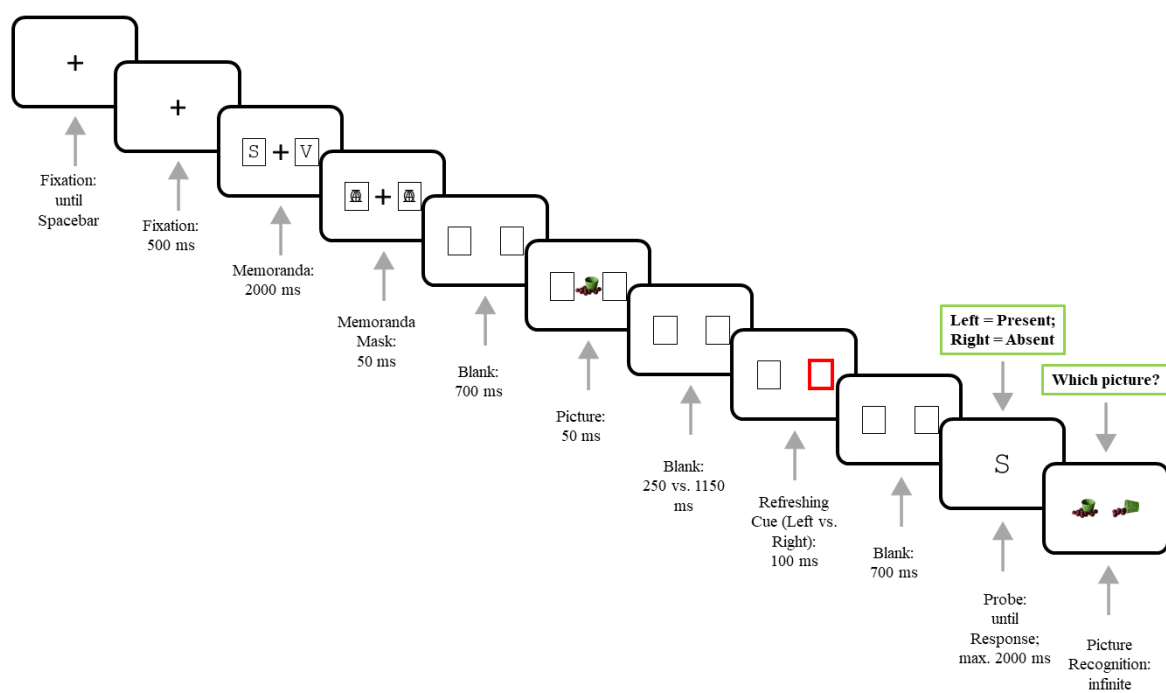 +
Fixation:
until
Spacebar
+
Fixation:
500 ms
S + V
Memoranda:
2000 ms
+
Memoranda
Mask:
50 ms
Blank:
700 ms
Picture:
50 ms
Blank:
250 vs. 1150
ms
Refreshing
Cue (Left vs.
Right):
100 ms
Blank:
700 ms
Left = Present;
Right = Absent
S
Probe:
until
Response;
max. 2000 ms
Which picture?
Picture
Recognition:
infinite